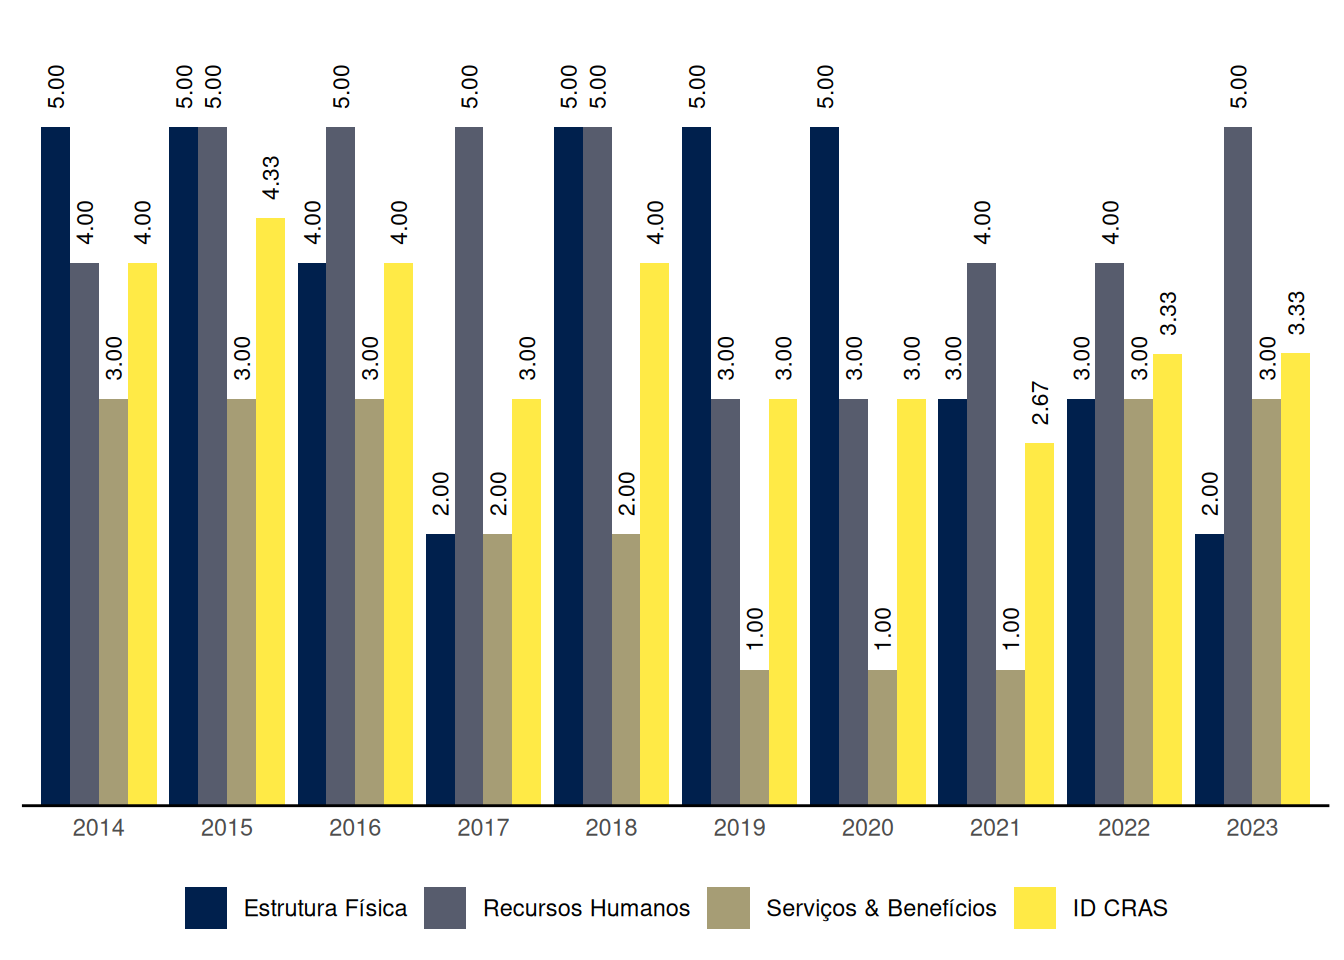 5.00 4.00 3.00 4.00
5.00 5.00 3.00 4.33
4.00 5.00 3.00 4.00
2.00 5.00 2.00 3.00
5.00 5.00 2.00 4.00
5.00 3.00 1.00 3.00
5.00 3.00 1.00 3.00
3.00 4.00 1.00 2.67
3.00 4.00 3.00 3.33
2.00 5.00 3.00 3.33
2014 2015 2016 2017 2018 2019 2020 2021 2022 2023
Estrutura Física Recursos Humanos Serviços & Benefícios ID CRAS